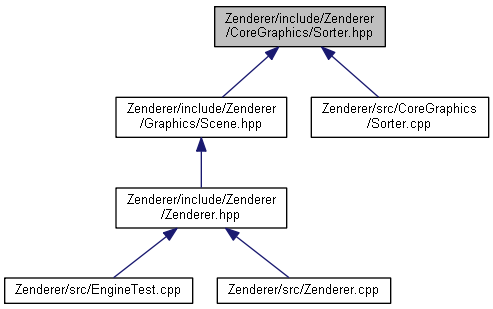 Zenderer/include/Zenderer
/CoreGraphics/Sorter.hpp
Zenderer/include/Zenderer
/Graphics/Scene.hpp
Zenderer/src/CoreGraphics
/Sorter.cpp
Zenderer/include/Zenderer
/Zenderer.hpp
Zenderer/src/EngineTest.cpp
Zenderer/src/Zenderer.cpp